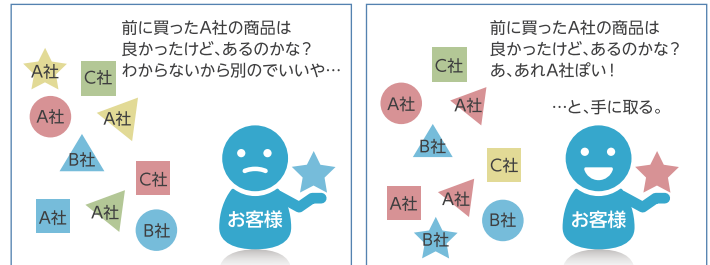 前に買ったA社の商品は
良かったけど、あるのかな？
わからないから別のでいいや…
A社
C社
A社
A社
B社
C社
A社
A社
B社
お客様
前に買ったA社の商品は
良かったけど、あるのかな？
あ、あれA社ぽい！
…と、手に取る。
C社
A社
A社
B社
C社
A社
A社
B社
B社
お客様